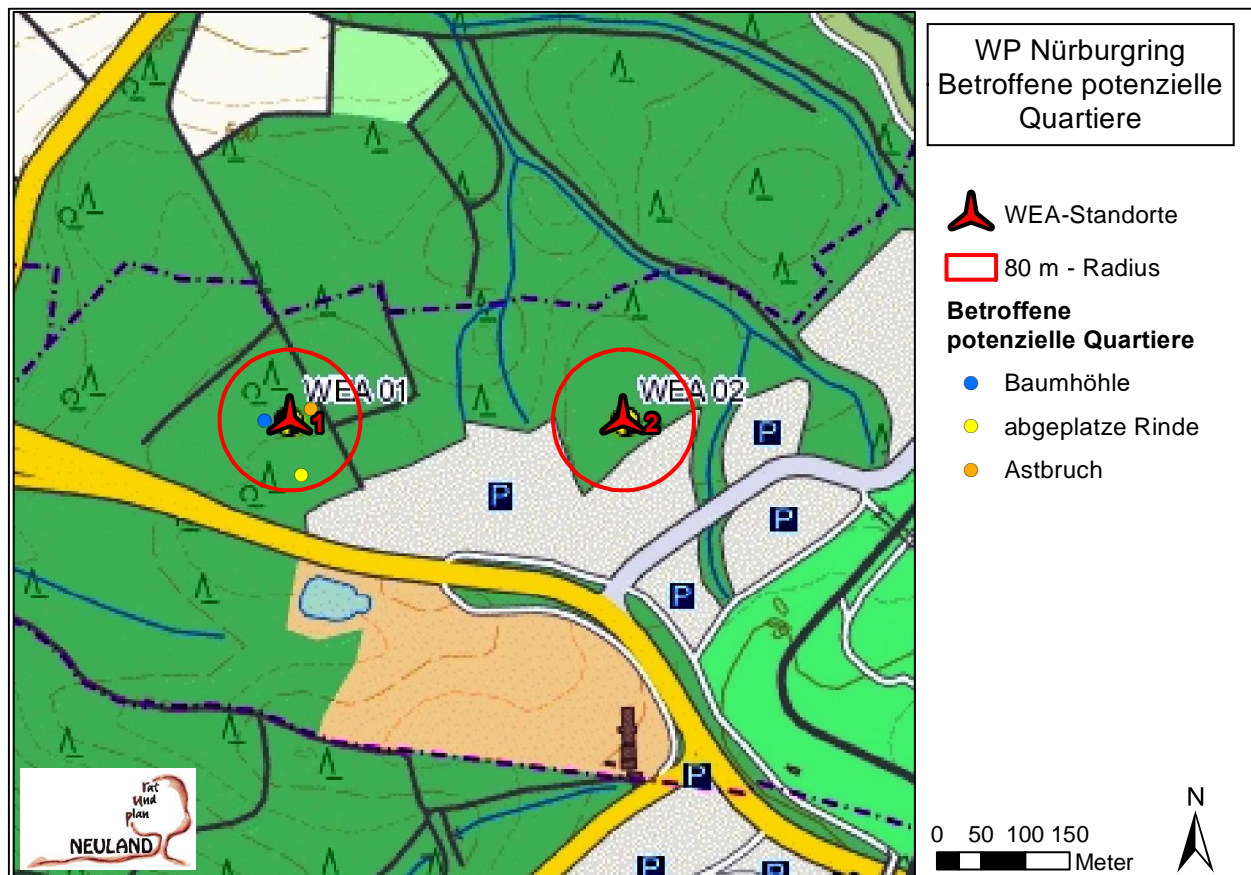 WP Nürburgring
Betroffene potenzielle
Quartiere
WEA-Standorte
80 m - Radius
Betroffene
potenzielle Quartiere
Baumhöhle
abgeplatze Rinde
Astbruch
WEA 01
1
WEA 02
2
P
P
P
P
P
P
P
rat
und
plan
NEULAND
N
0 50 100 150
Meter